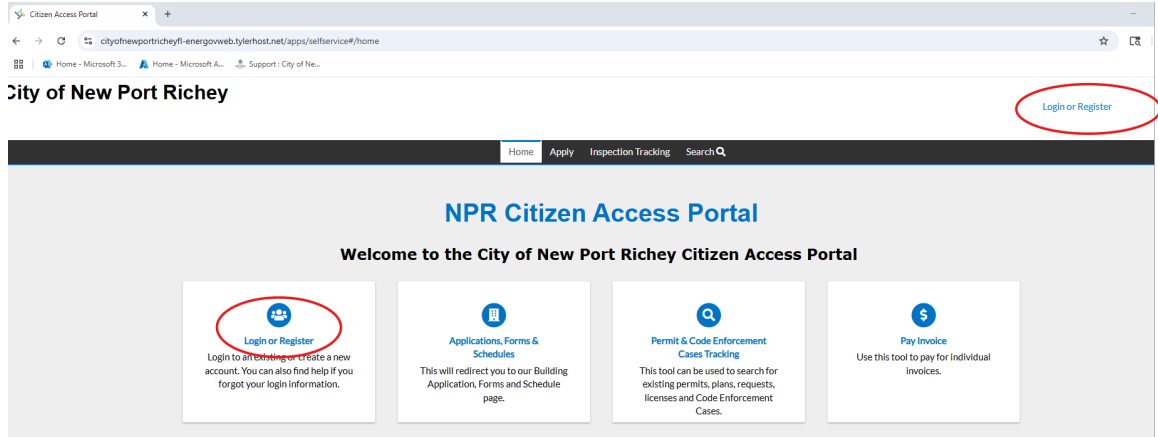 Citizen Access Portal
cityofnewportricheyfl-energovweb.tylerhost.net/apps/selfservice#/home
Home - Microsoft 3... Home - Microsoft A... Support : City of Ne...
City of New Port Richey
Login or Register
Home Apply Inspection Tracking Search
NPR Citizen Access Portal
Welcome to the City of New Port Richey Citizen Access Portal
Login or Register
Login to an existing or create a new
account. You can also find help if you
forgot your login information.
Applications, Forms &
Schedules
This will redirect you to our Building
Application, Forms and Schedule
page.
Permit & Code Enforcement
Cases Tracking
This tool can be used to search for
existing permits, plans, requests,
licenses and Code Enforcement
Cases.
Pay Invoice
Use this tool to pay for individual
invoices.